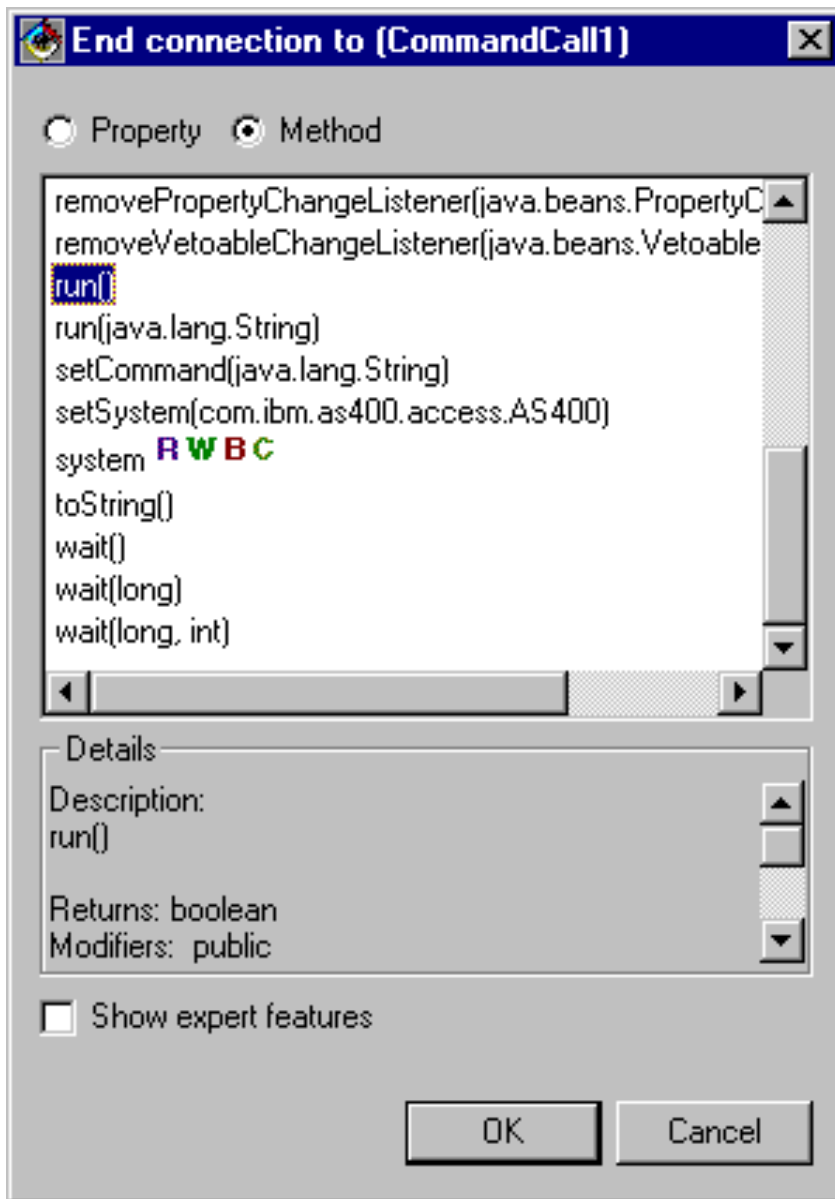 End connection to (CommandCall1)
Property Method
removePropertyChangeListener(java.beans.PropertyC
removeVetoableChangeListener(java.beans.Vetoable
run()
run(java.lang.String)
setCommand(java.lang.String)
setSystem(com.ibm.as400.access.AS400)
system R W B C
toString()
wait()
wait(long)
wait(long, int)
Details
Description:
run()
Returns: boolean
Modifiers: public
Show expert features
OK Cancel